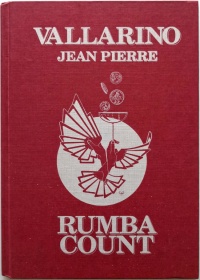 VALLARINO
JEAN PIERRE
RUMBA
COUNT